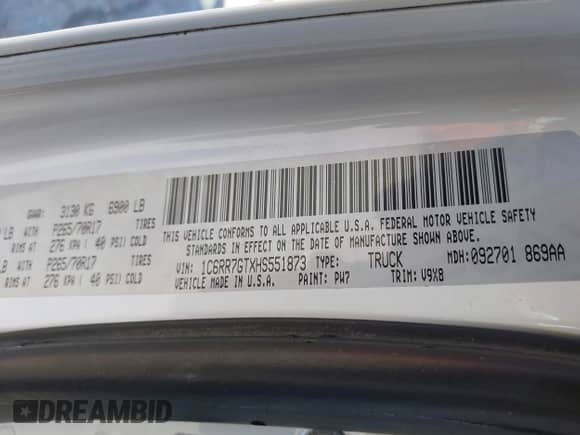 GVWR: 3130 KG 6900 LB
LB WITH P265/70R17 TIRES
RIMS AT 276 KPA ( 40 PSI) COLD
LB WITH P265/70R17 TIRES
RIMS AT 276 KPA ( 40 PSI) COLD
THIS VEHICLE CONFORMS TO ALL APPLICABLE U.S.A. FEDERAL MOTOR VEHICLE SAFETY
STANDARDS IN EFFECT ON THE DATE OF MANUFACTURE SHOWN ABOVE.
VIN: 1C6RR7GTXHS551873 TYPE: TRUCK MDH: 092701 869AA
VEHICLE MADE IN U.S.A. PAINT: PW7 TRIM: V9X8
DREAMBID